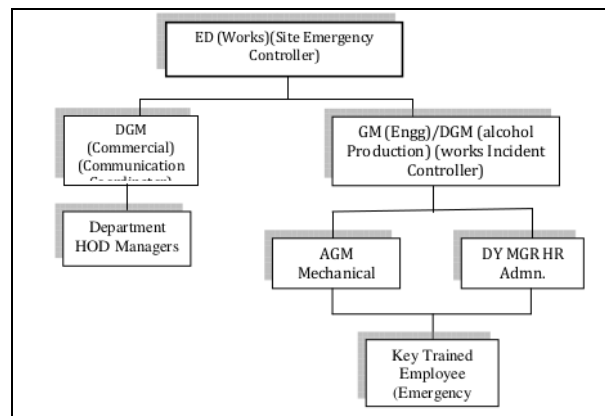 ED (Works)(Site Emergency
Controller)
DGM
(Commercial)
(Communication
GM (Engg)/DGM (alcohol
Production) (works Incident
Controller)
Department
HOD Managers
AGM
Mechanical
DY MGR HR
Admn.
Key Trained
Employee
(Emergency